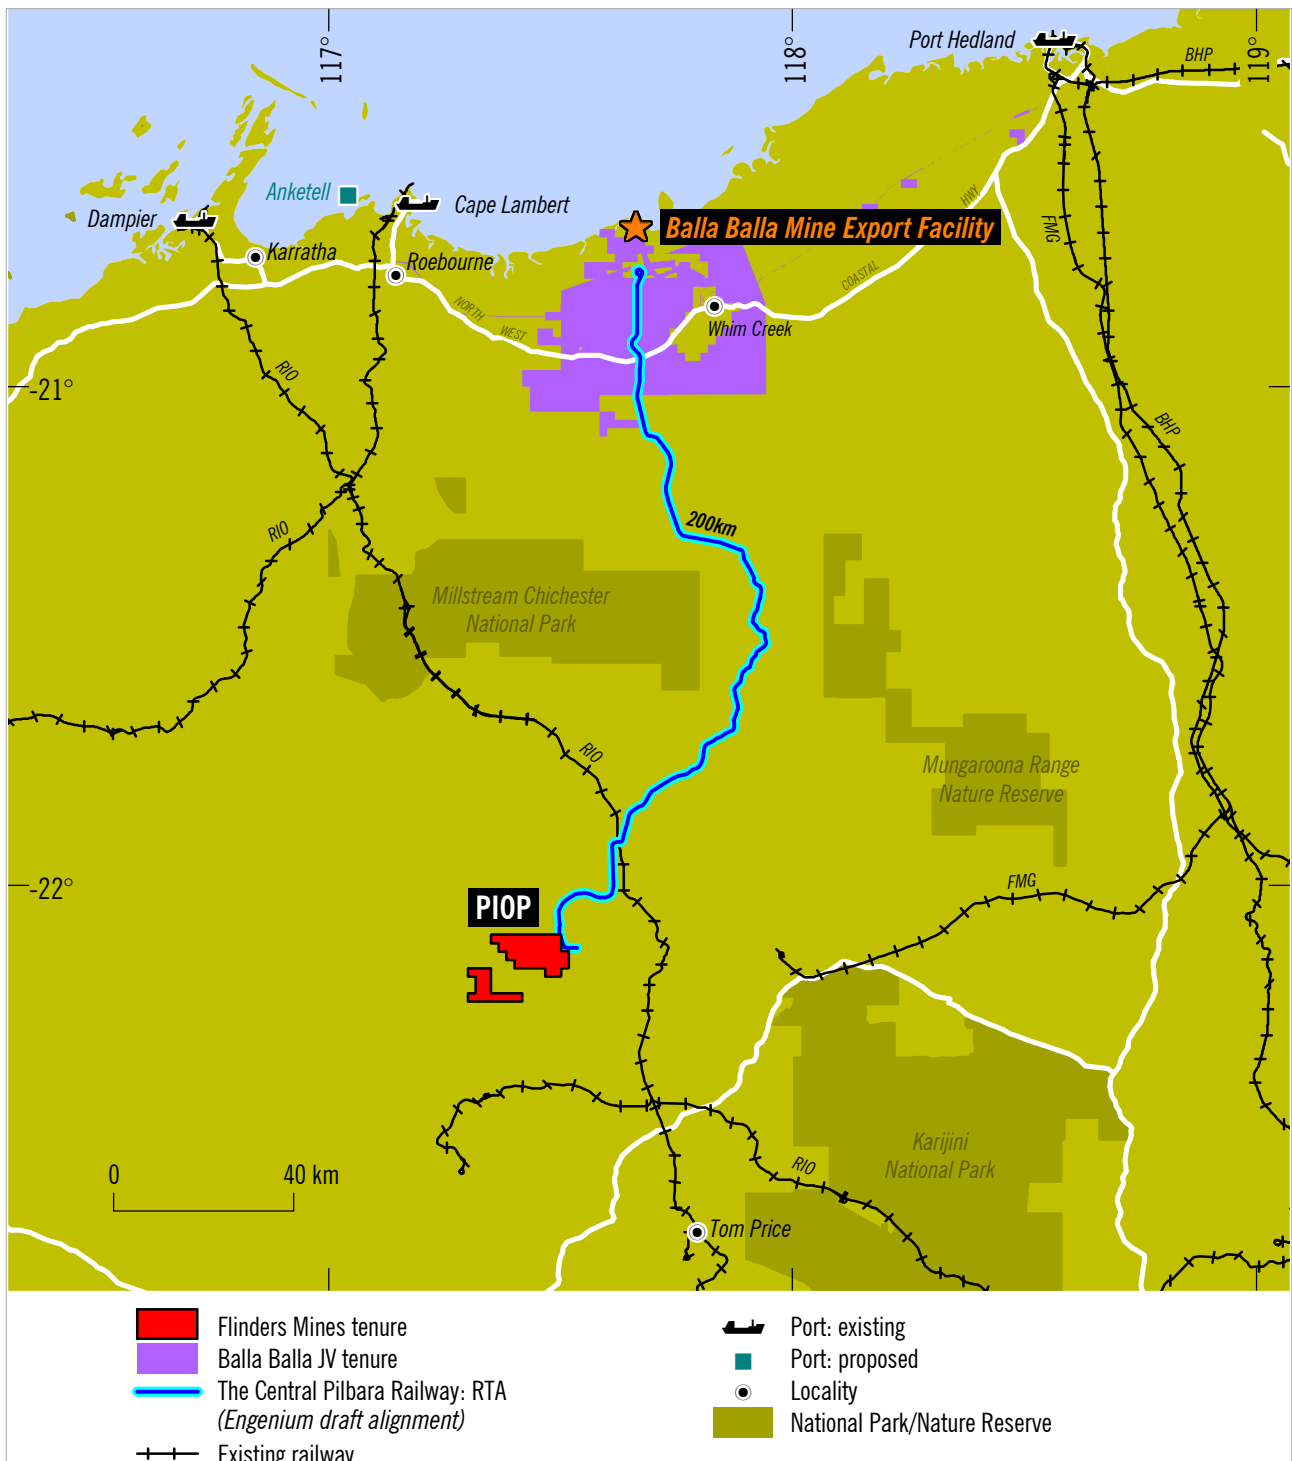 117°
118°
119°
Port Hedland
BHP
Anketell
Dampier
Cape Lambert
HWY
FMG
Balla Balla Mine Export Facility
Karratha
Roebourne
COASTAL
NORTH
WEST
Whim Creek
RIO
-21°
BHP
200km
RIO
Millstream Chichester
National Park
RIO
Mungaroona Range
Nature Reserve
-22°
FMG
PIOP
Karijini
National Park
RIO
0
40 km
Tom Price
Flinders Mines tenure
Balla Balla JV tenure
The Central Pilbara Railway: RTA
(Engenium draft alignment)
Existing railway
Port: existing
Port: proposed
Locality
National Park/Nature Reserve